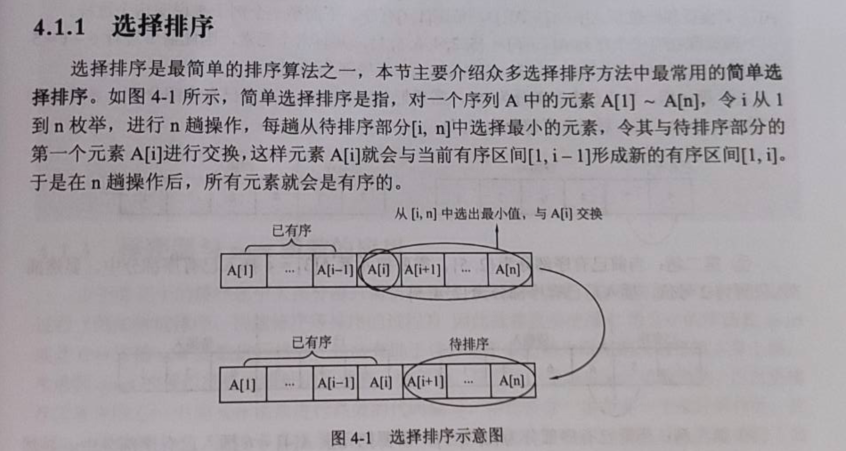 4.1.1 选择排序
选择排序是最简单的排序算法之一，本节主要介绍众多选择排序方法中最常用的简单选
择排序。如图 4-1 所示，简单选择排序是指，对一个序列 A 中的元素 A[1] ~ A[n]，令 i 从 1
到 n 枚举，进行 n 趟操作，每趟从待排序部分[i, n]中选择最小的元素，令其与待排序部分的
第一个元素 A[i]进行交换，这样元素 A[i]就会与当前有序区间[1, i – 1]形成新的有序区间[1, i]。
于是在 n 趟操作后，所有元素就会是有序的。
从 [i, n] 中选出最小值，与 A[i] 交换
已有序
A[1] ... A[i−1] A[i] A[i+1] ... A[n]
已有序 待排序
A[1] ... A[i−1] A[i] A[i+1] ... A[n]
图 4-1 选择排序示意图